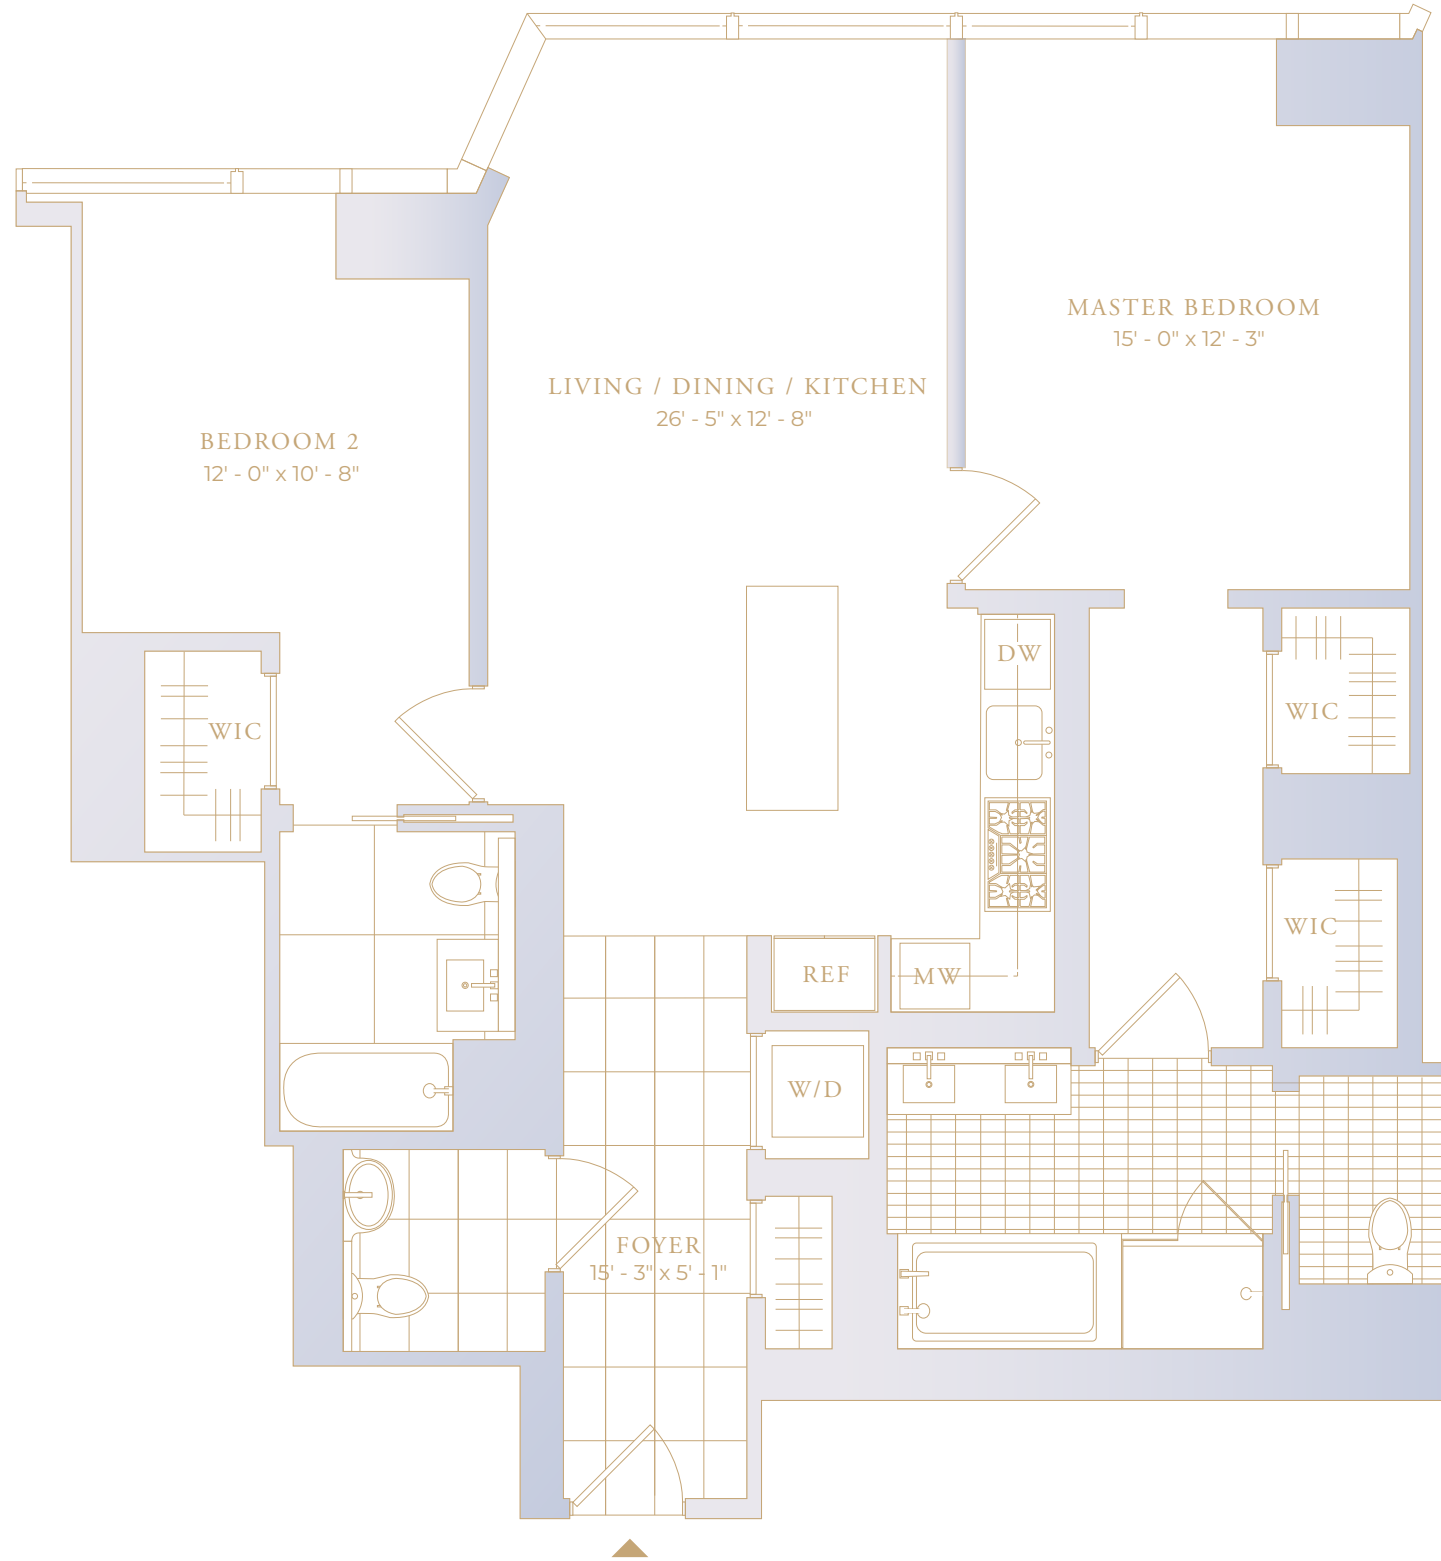 MASTER BEDROOM
15' - 0" x 12' - 3"
LIVING / DINING / KITCHEN
26' - 5" x 12' - 8"
BEDROOM 2
12' - 0" x 10' - 8"
DW
WIC
WIC
WIC
REF
MW
W/D
FOYER
15' - 3" x 5' - 1"